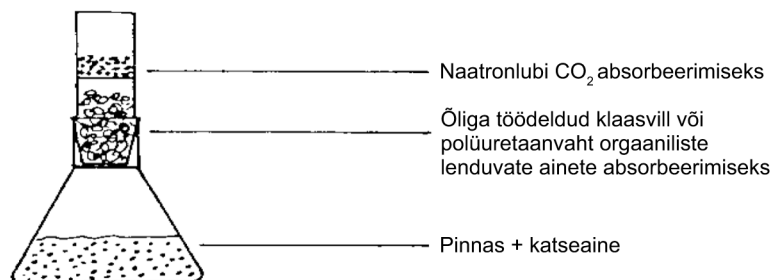 Naatronlubi CO₂ absorbeerimiseks
Õliga töödeldud klaasvill või
polüuretaanvaht orgaaniliste
lenduvate ainete absorbeerimiseks
Pinnas + katseaine